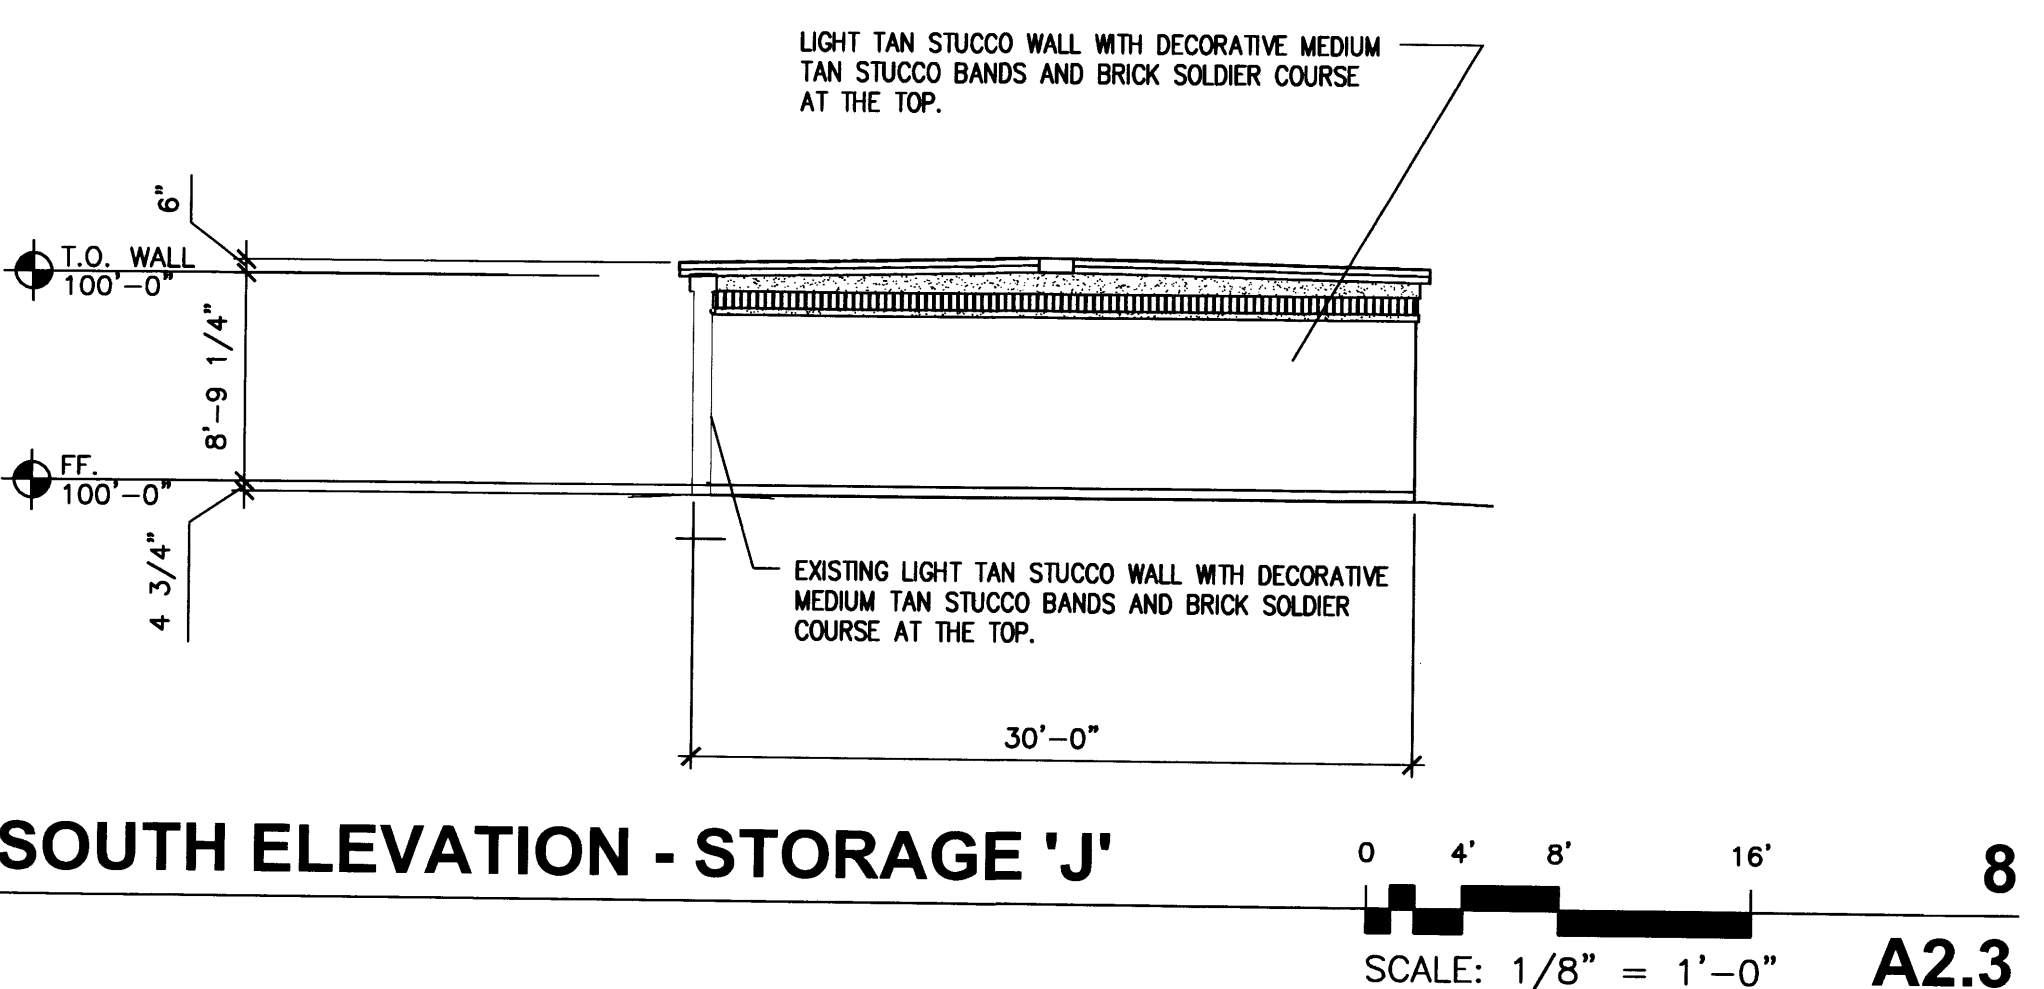 LIGHT TAN STUCCO WALL WITH DECORATIVE MEDIUM
TAN STUCCO BANDS AND BRICK SOLDIER COURSE
AT THE TOP.
6"
T.O. WALL
100'-0"
8'-9 1/4"
FF.
100'-0"
4 3/4"
EXISTING LIGHT TAN STUCCO WALL WITH DECORATIVE
MEDIUM TAN STUCCO BANDS AND BRICK SOLDIER
COURSE AT THE TOP.
30'-0"
SOUTH ELEVATION - STORAGE 'J'
0 4' 8' 16'
8
SCALE: 1/8" = 1'-0"
A2.3